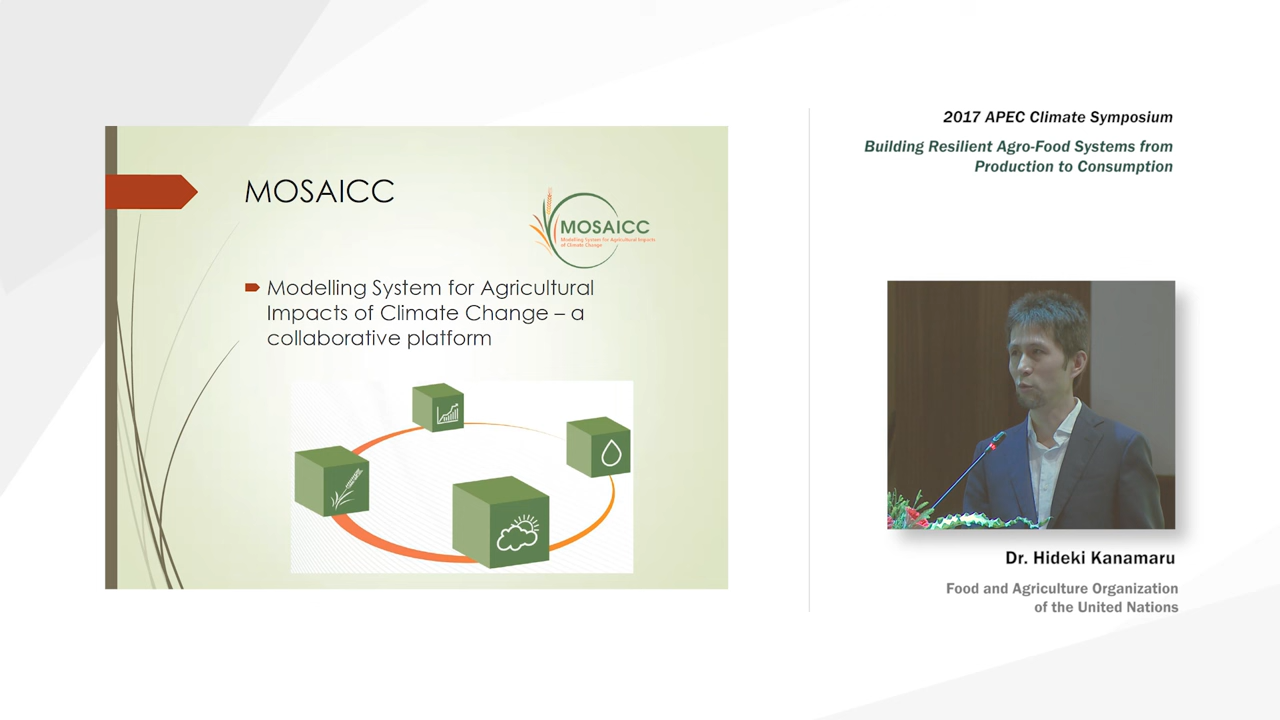 MOSAICC
MOSAICC
Modelling System for Agricultural Impacts
of Climate Change
Modelling System for Agricultural
Impacts of Climate Change – a
collaborative platform
2017 APEC Climate Symposium
Building Resilient Agro-Food Systems from
Production to Consumption
Dr. Hideki Kanamaru
Food and Agriculture Organization
of the United Nations